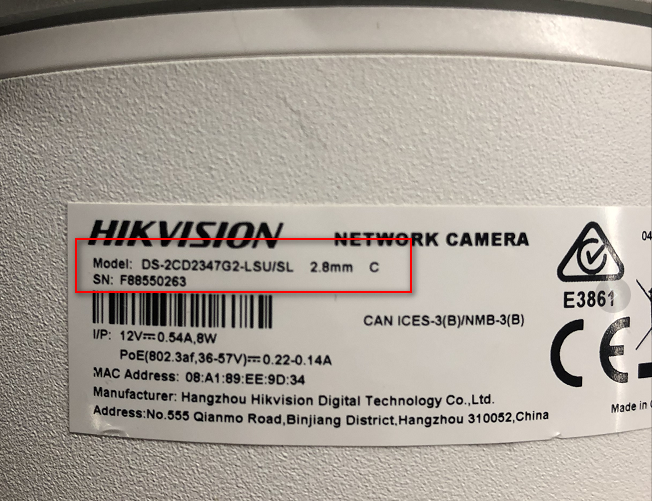 HIKVISION NETWORK CAMERA
Model: DS-2CD2347G2-LSU/SL 2.8mm C
SN: F88550263
CAN ICES-3(B)/NMB-3(B)
E3861
I/P: 12V⎓0.54A,8W
PoE(802.3af,36-57V)⎓0.22-0.14A
MAC Address: 08:A1:89:EE:9D:34
Manufacturer: Hangzhou Hikvision Digital Technology Co.,Ltd.
Address:No.555 Qianmo Road,Binjiang District,Hangzhou 310052,China
CE
04
Made in